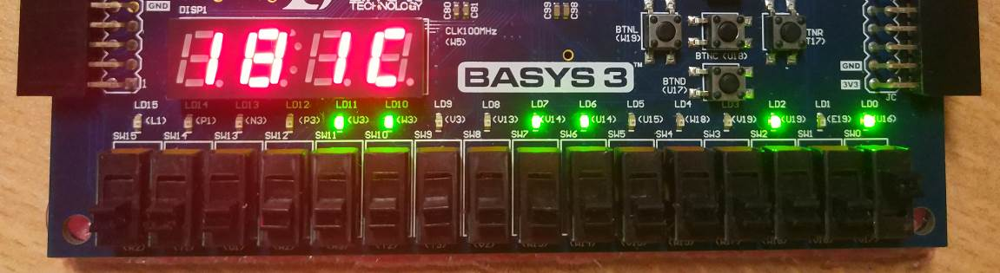 GND
DISP1
TECHNOLOGY
C80
C81
C99
C98
181C
CLK100MHz
(W5)
BTNL
(W19)
BTNC (U18)
TNR
T17)
BTND
(U17)
BASYS 3™
GND
3V3
JC
1
LD15 LD14 LD13 LD12 LD11 LD10 LD9 LD8 LD7 LD6 LD5 LD4 LD3 LD2 LD1 LD0
(L1) (P1) (N3) (P3) (U3) (W3) (V3) (V13) (V14) (U14) (U15) (W18) (V19) (U19) (E19) (U16)
SW15 SW14 SW13 SW12 SW11 SW10 SW9 SW8 SW7 SW6 SW5 SW4 SW3 SW2 SW1 SW0